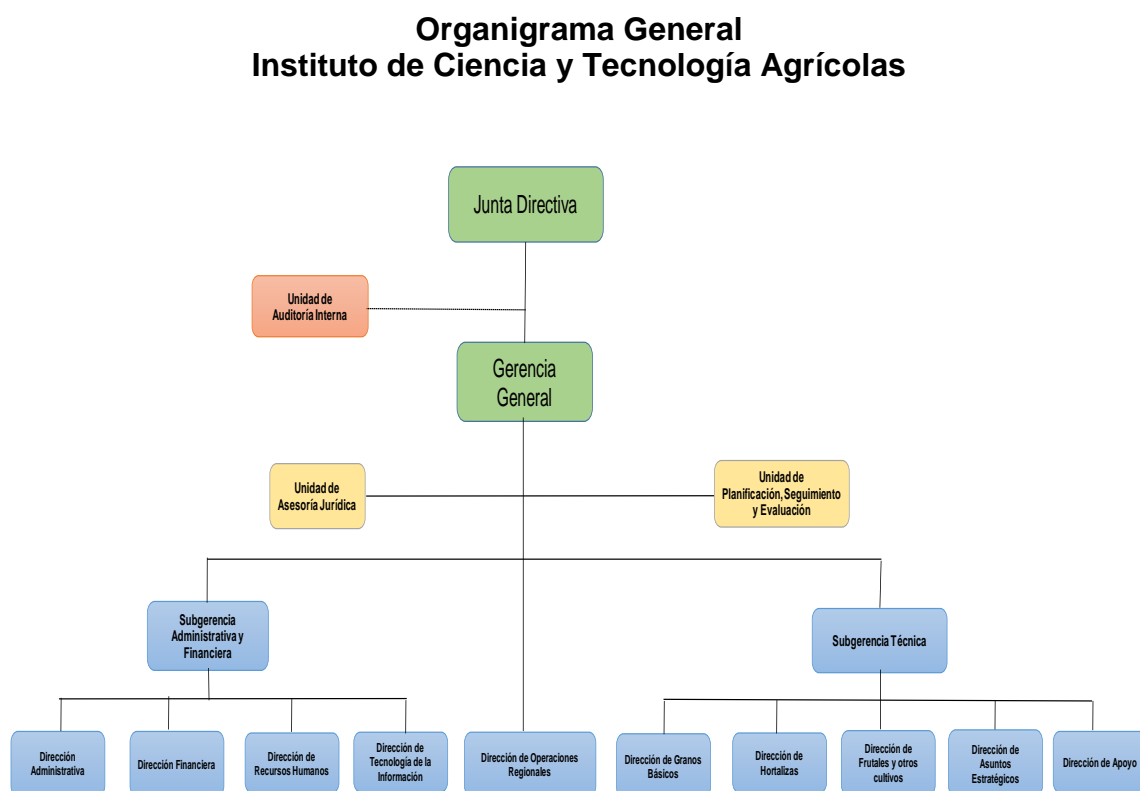 Organigrama General
Instituto de Ciencia y Tecnología Agrícolas
Junta Directiva
Unidad de
Auditoría Interna
Gerencia
General
Unidad de
Asesoría Jurídica
Unidad de
Planificación, Seguimiento
y Evaluación
Subgerencia
Administrativa y
Financiera
Subgerencia Técnica
Dirección
Administrativa
Dirección Financiera
Dirección de
Recursos Humanos
Dirección de
Tecnología de la
Información
Dirección de Operaciones
Regionales
Dirección de Granos
Básicos
Dirección de
Hortalizas
Dirección de
Frutales y otros
cultivos
Dirección de
Asuntos
Estratégicos
Dirección de Apoyo